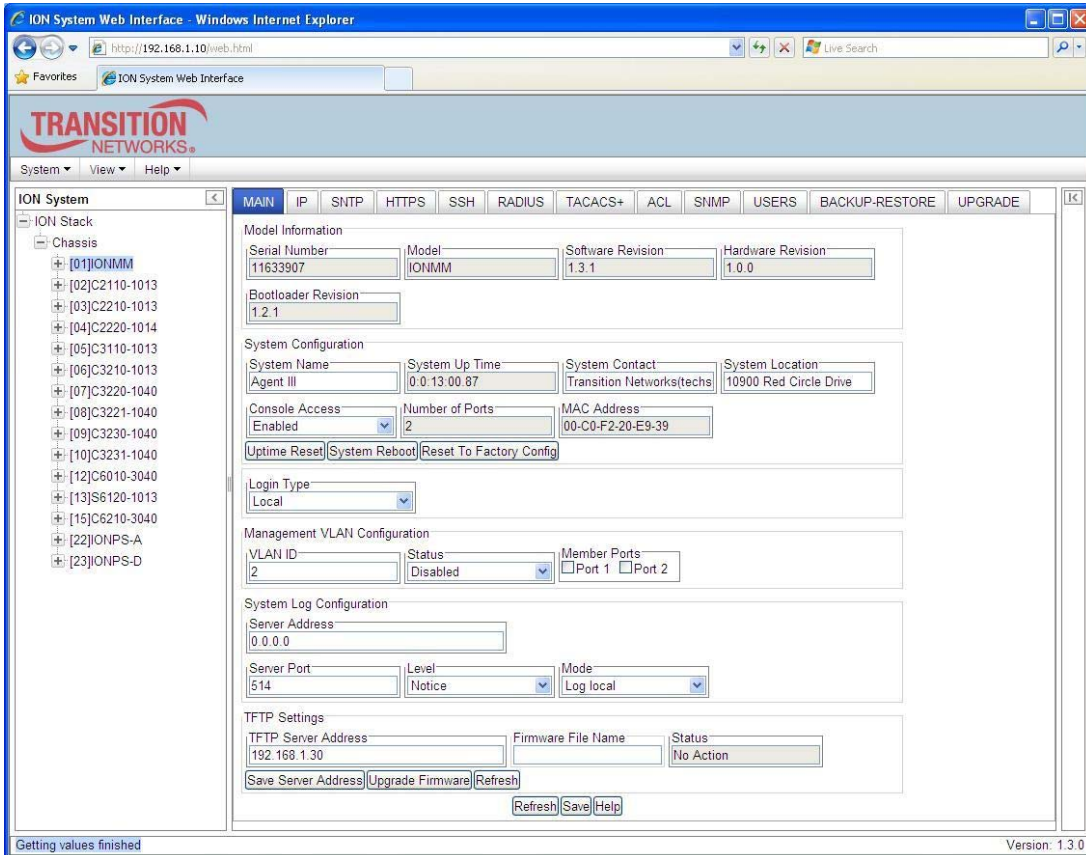 ION System Web Interface - Windows Internet Explorer
http://192.168.1.10/web.html
Live Search
Favorites
ION System Web Interface
TRANSITION
NETWORKS®
System View Help
ION System
ION Stack
Chassis
[01]IONMM
[02]C2110-1013
[03]C2210-1013
[04]C2220-1014
[05]C3110-1013
[06]C3210-1013
[07]C3220-1040
[08]C3221-1040
[09]C3230-1040
[10]C3231-1040
[12]C6010-3040
[13]S6120-1013
[15]C6210-3040
[22]IONPS-A
[23]IONPS-D
MAIN IP SNTP HTTPS SSH RADIUS TACACS+ ACL SNMP USERS BACKUP-RESTORE UPGRADE
Model Information
Serial Number Model Software Revision Hardware Revision
11633907 IONMM 1.3.1 1.0.0
Bootloader Revision
1.2.1
System Configuration
System Name System Up Time System Contact System Location
Agent III 0:0:13:00.87 Transition Networks(techs 10900 Red Circle Drive
Console Access Number of Ports MAC Address
Enabled 2 00-C0-F2-20-E9-39
Uptime Reset System Reboot Reset To Factory Config
Login Type
Local
Management VLAN Configuration
VLAN ID Status Member Ports
2 Disabled Port 1 Port 2
System Log Configuration
Server Address
0.0.0.0
Server Port Level Mode
514 Notice Log local
TFTP Settings
TFTP Server Address Firmware File Name Status
192.168.1.30 No Action
Save Server Address Upgrade Firmware Refresh
Refresh Save Help
Getting values finished Version: 1.3.0